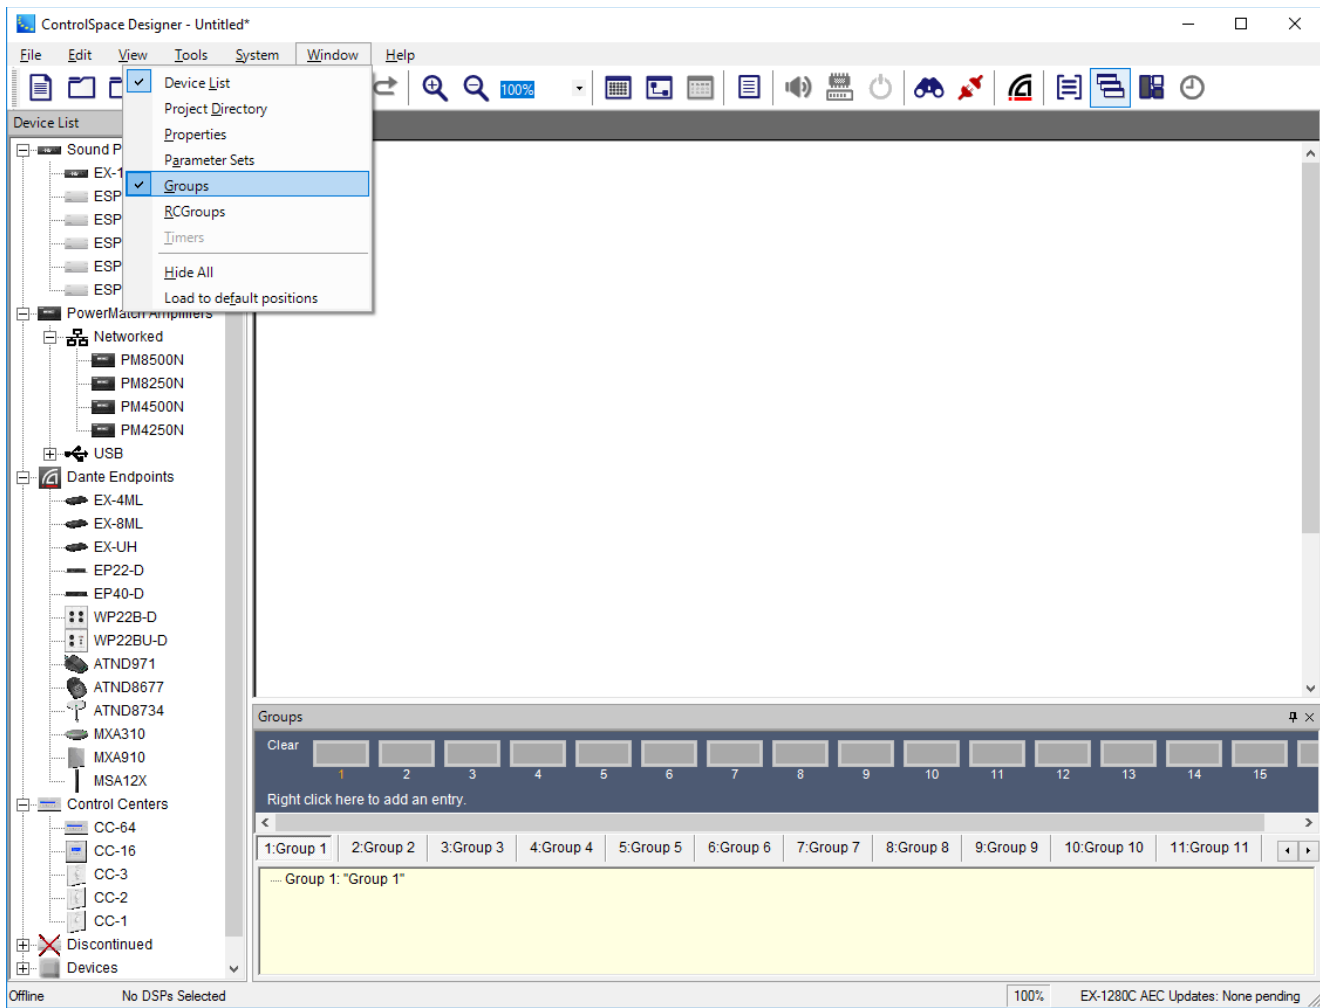 ControlSpace Designer - Untitled*
File Edit View Tools System Window Help
100%
Device List
Project Directory
Properties
Parameter Sets
Groups
RCGroups
Timers
Hide All
Load to default positions
Device List
Sound P
EX-1
ESP
ESP
ESP
ESP
ESP
PowerMatch Amplifiers
Networked
PM8500N
PM8250N
PM4500N
PM4250N
USB
Dante Endpoints
EX-4ML
EX-8ML
EX-UH
EP22-D
EP40-D
WP22B-D
WP22BU-D
ATND971
ATND8677
ATND8734
MXA310
MXA910
MSA12X
Control Centers
CC-64
CC-16
CC-3
CC-2
CC-1
Discontinued
Devices
Groups
Clear
1 2 3 4 5 6 7 8 9 10 11 12 13 14 15
Right click here to add an entry.
1:Group 1 2:Group 2 3:Group 3 4:Group 4 5:Group 5 6:Group 6 7:Group 7 8:Group 8 9:Group 9 10:Group 10 11:Group 11
Group 1: "Group 1"
Offline No DSPs Selected 100% EX-1280C AEC Updates: None pending